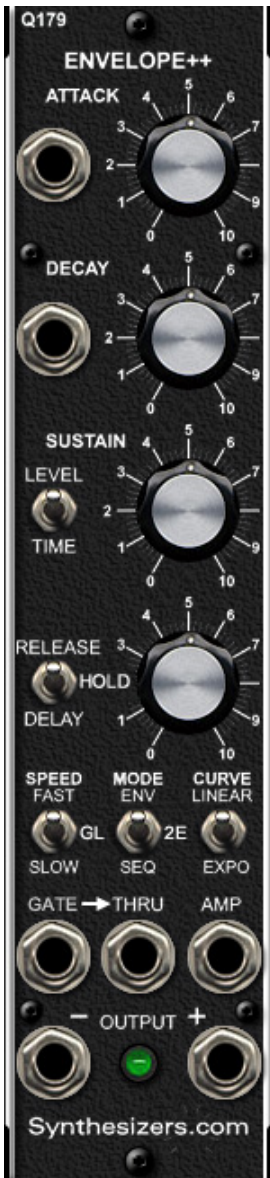 Q179
ENVELOPE++
ATTACK
5
4 6
3 7
2
1 9
0 10
DECAY
5
4 6
3 7
2
1 9
0 10
SUSTAIN
5
4 6
LEVEL 3 7
2
TIME 1 9
0 10
5
4 6
RELEASE 3 7
HOLD
DELAY 1 9
0 10
SPEED MODE CURVE
FAST ENV LINEAR
GL 2E
SLOW SEQ EXPO
GATE → THRU AMP
− OUTPUT +
Synthesizers.com